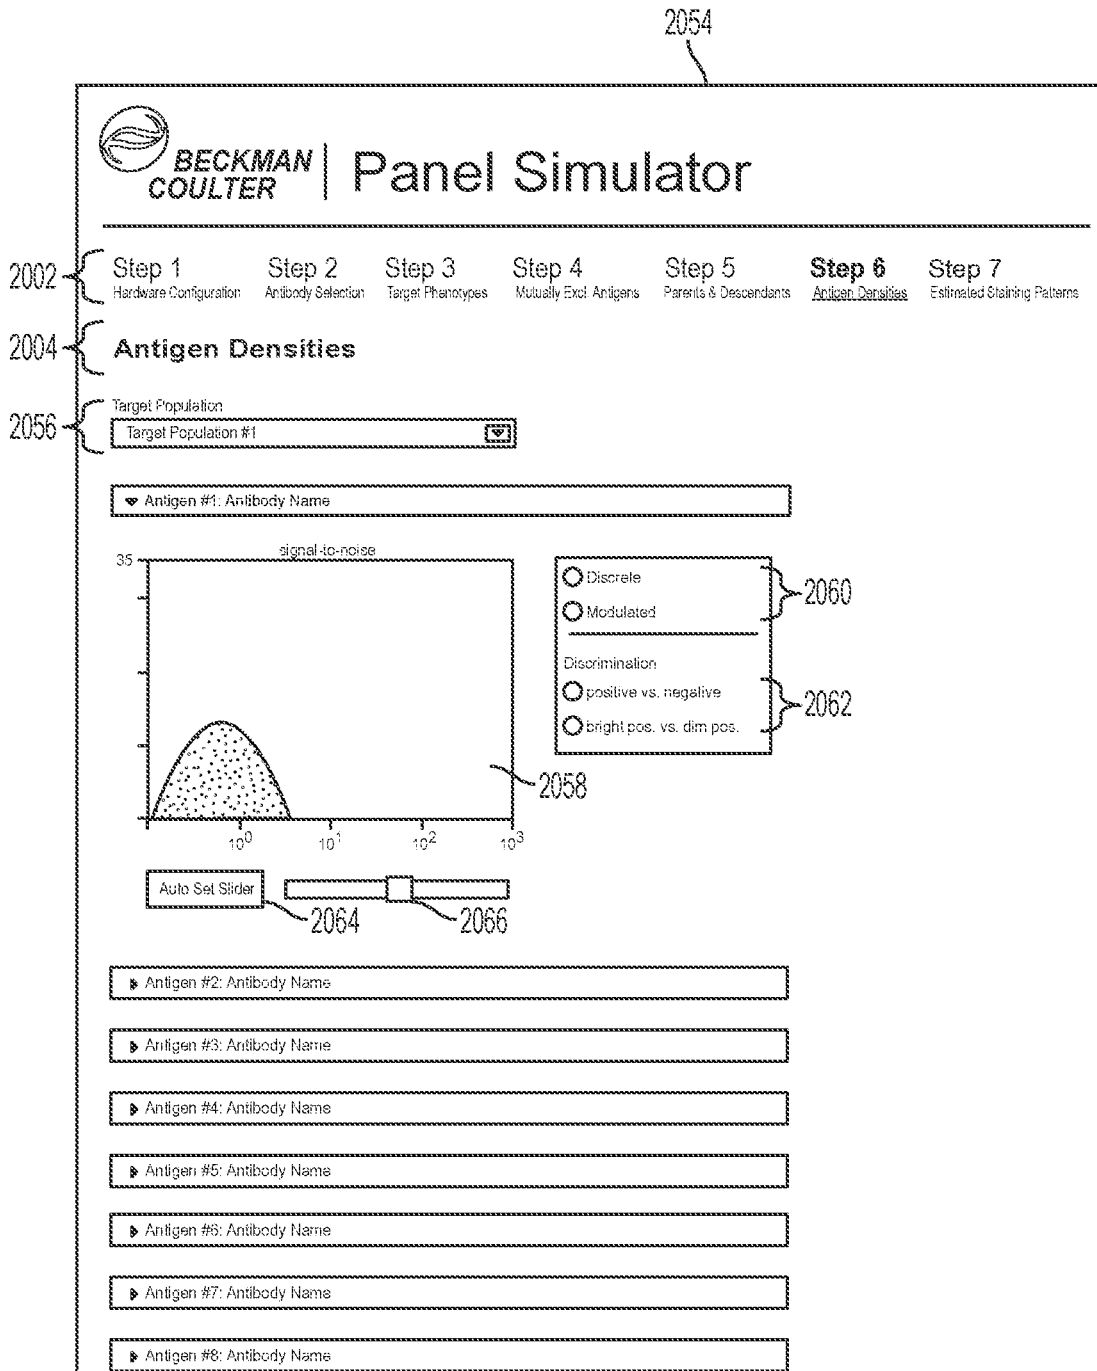 2054
BECKMAN
COULTER
Panel Simulator
2002
Step 1
Hardware Configuration
Step 2
Antibody Selection
Step 3
Target Phenotypes
Step 4
Mutually Excl. Antigens
Step 5
Parents & Descendants
Step 6
Antigen Densities
Step 7
Estimated Staining Patterns
2004
Antigen Densities
2056
Target Population
Target Population #1
Antigen #1: Antibody Name
signal-to-noise
35
10^0
10^1
10^2
10^3
2058
Discrete
Modulated
2060
Discrimination
positive vs. negative
bright pos. vs. dim pos.
2062
Auto Set Slider
2064
2066
Antigen #2: Antibody Name
Antigen #3: Antibody Name
Antigen #4: Antibody Name
Antigen #5: Antibody Name
Antigen #6: Antibody Name
Antigen #7: Antibody Name
Antigen #8: Antibody Name